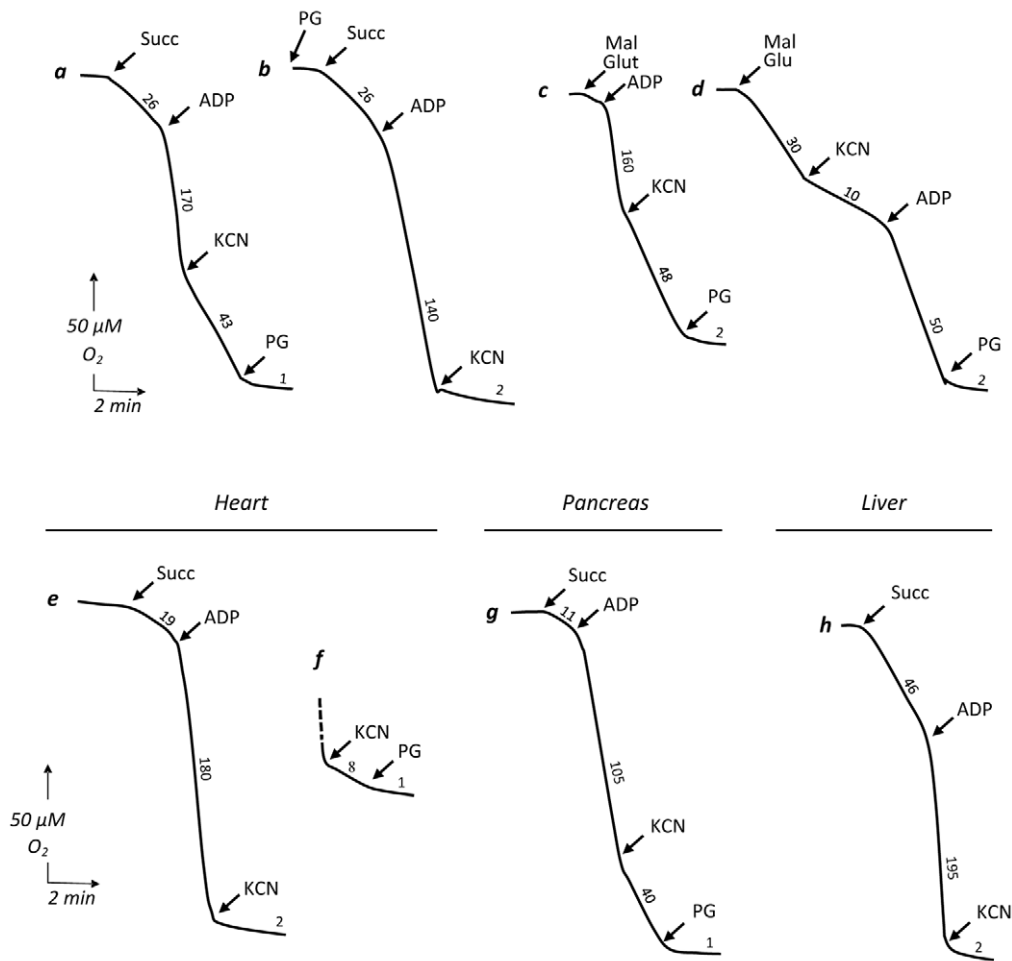 a
Succ
26
ADP
170
KCN
43
PG
1
50 µM
O2
2 min
b
PG
Succ
26
ADP
140
KCN
2
c
Mal
Glut
ADP
160
KCN
48
PG
2
d
Mal
Glu
30
KCN
10
ADP
50
PG
2
Heart
Pancreas
Liver
e
Succ
19
ADP
180
KCN
2
50 µM
O2
2 min
f
KCN
8
PG
1
g
Succ
11
ADP
105
KCN
40
PG
1
h
Succ
46
ADP
195
KCN
2